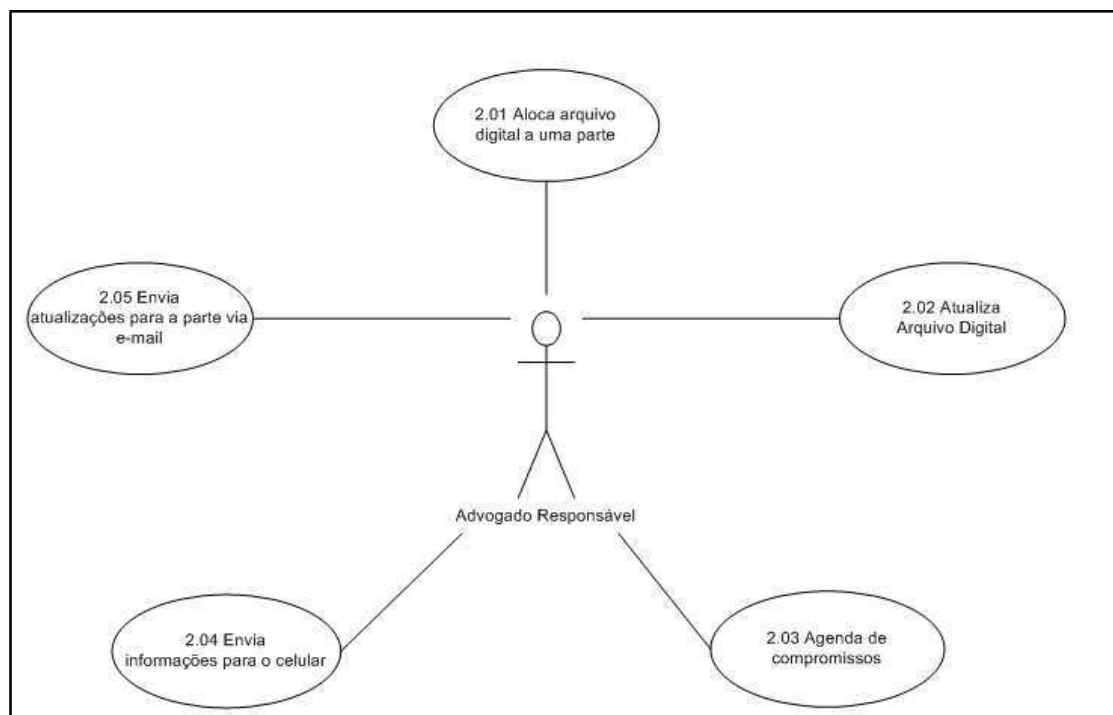 2.01 Aloca arquivo
digital a uma parte
2.05 Envia
atualizações para a parte via
e-mail
2.02 Atualiza
Arquivo Digital
Advogado Responsável
2.04 Envia
informações para o celular
2.03 Agenda de
compromissos